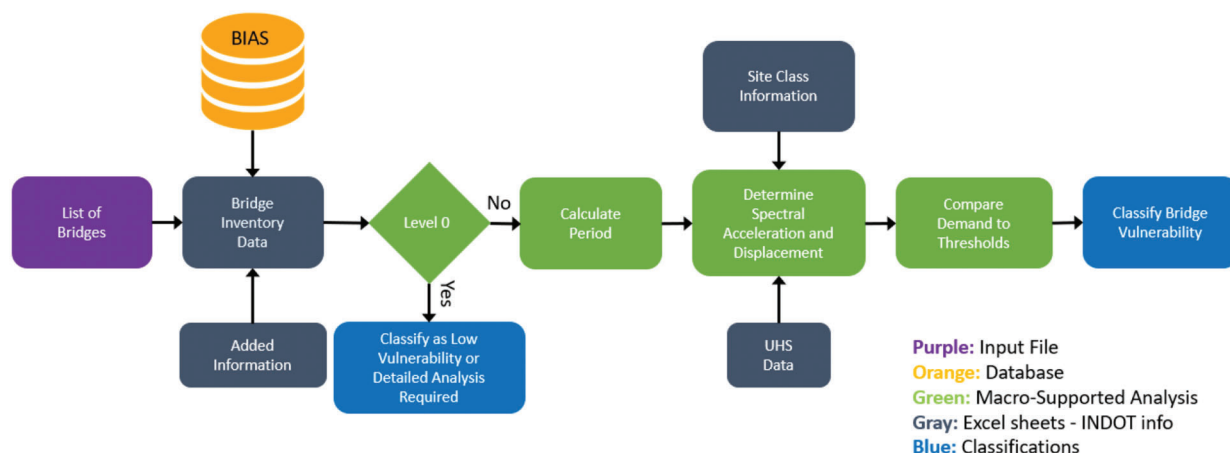 BIAS
Site Class
Information
List of
Bridges
Bridge
Inventory
Data
Level 0
No
Calculate
Period
Determine
Spectral
Acceleration and
Displacement
Compare
Demand to
Thresholds
Classify Bridge
Vulnerability
Yes
Added
Information
Classify as Low
Vulnerability or
Detailed Analysis
Required
UHS
Data
Purple: Input File
Orange: Database
Green: Macro-Supported Analysis
Gray: Excel sheets - INDOT info
Blue: Classifications